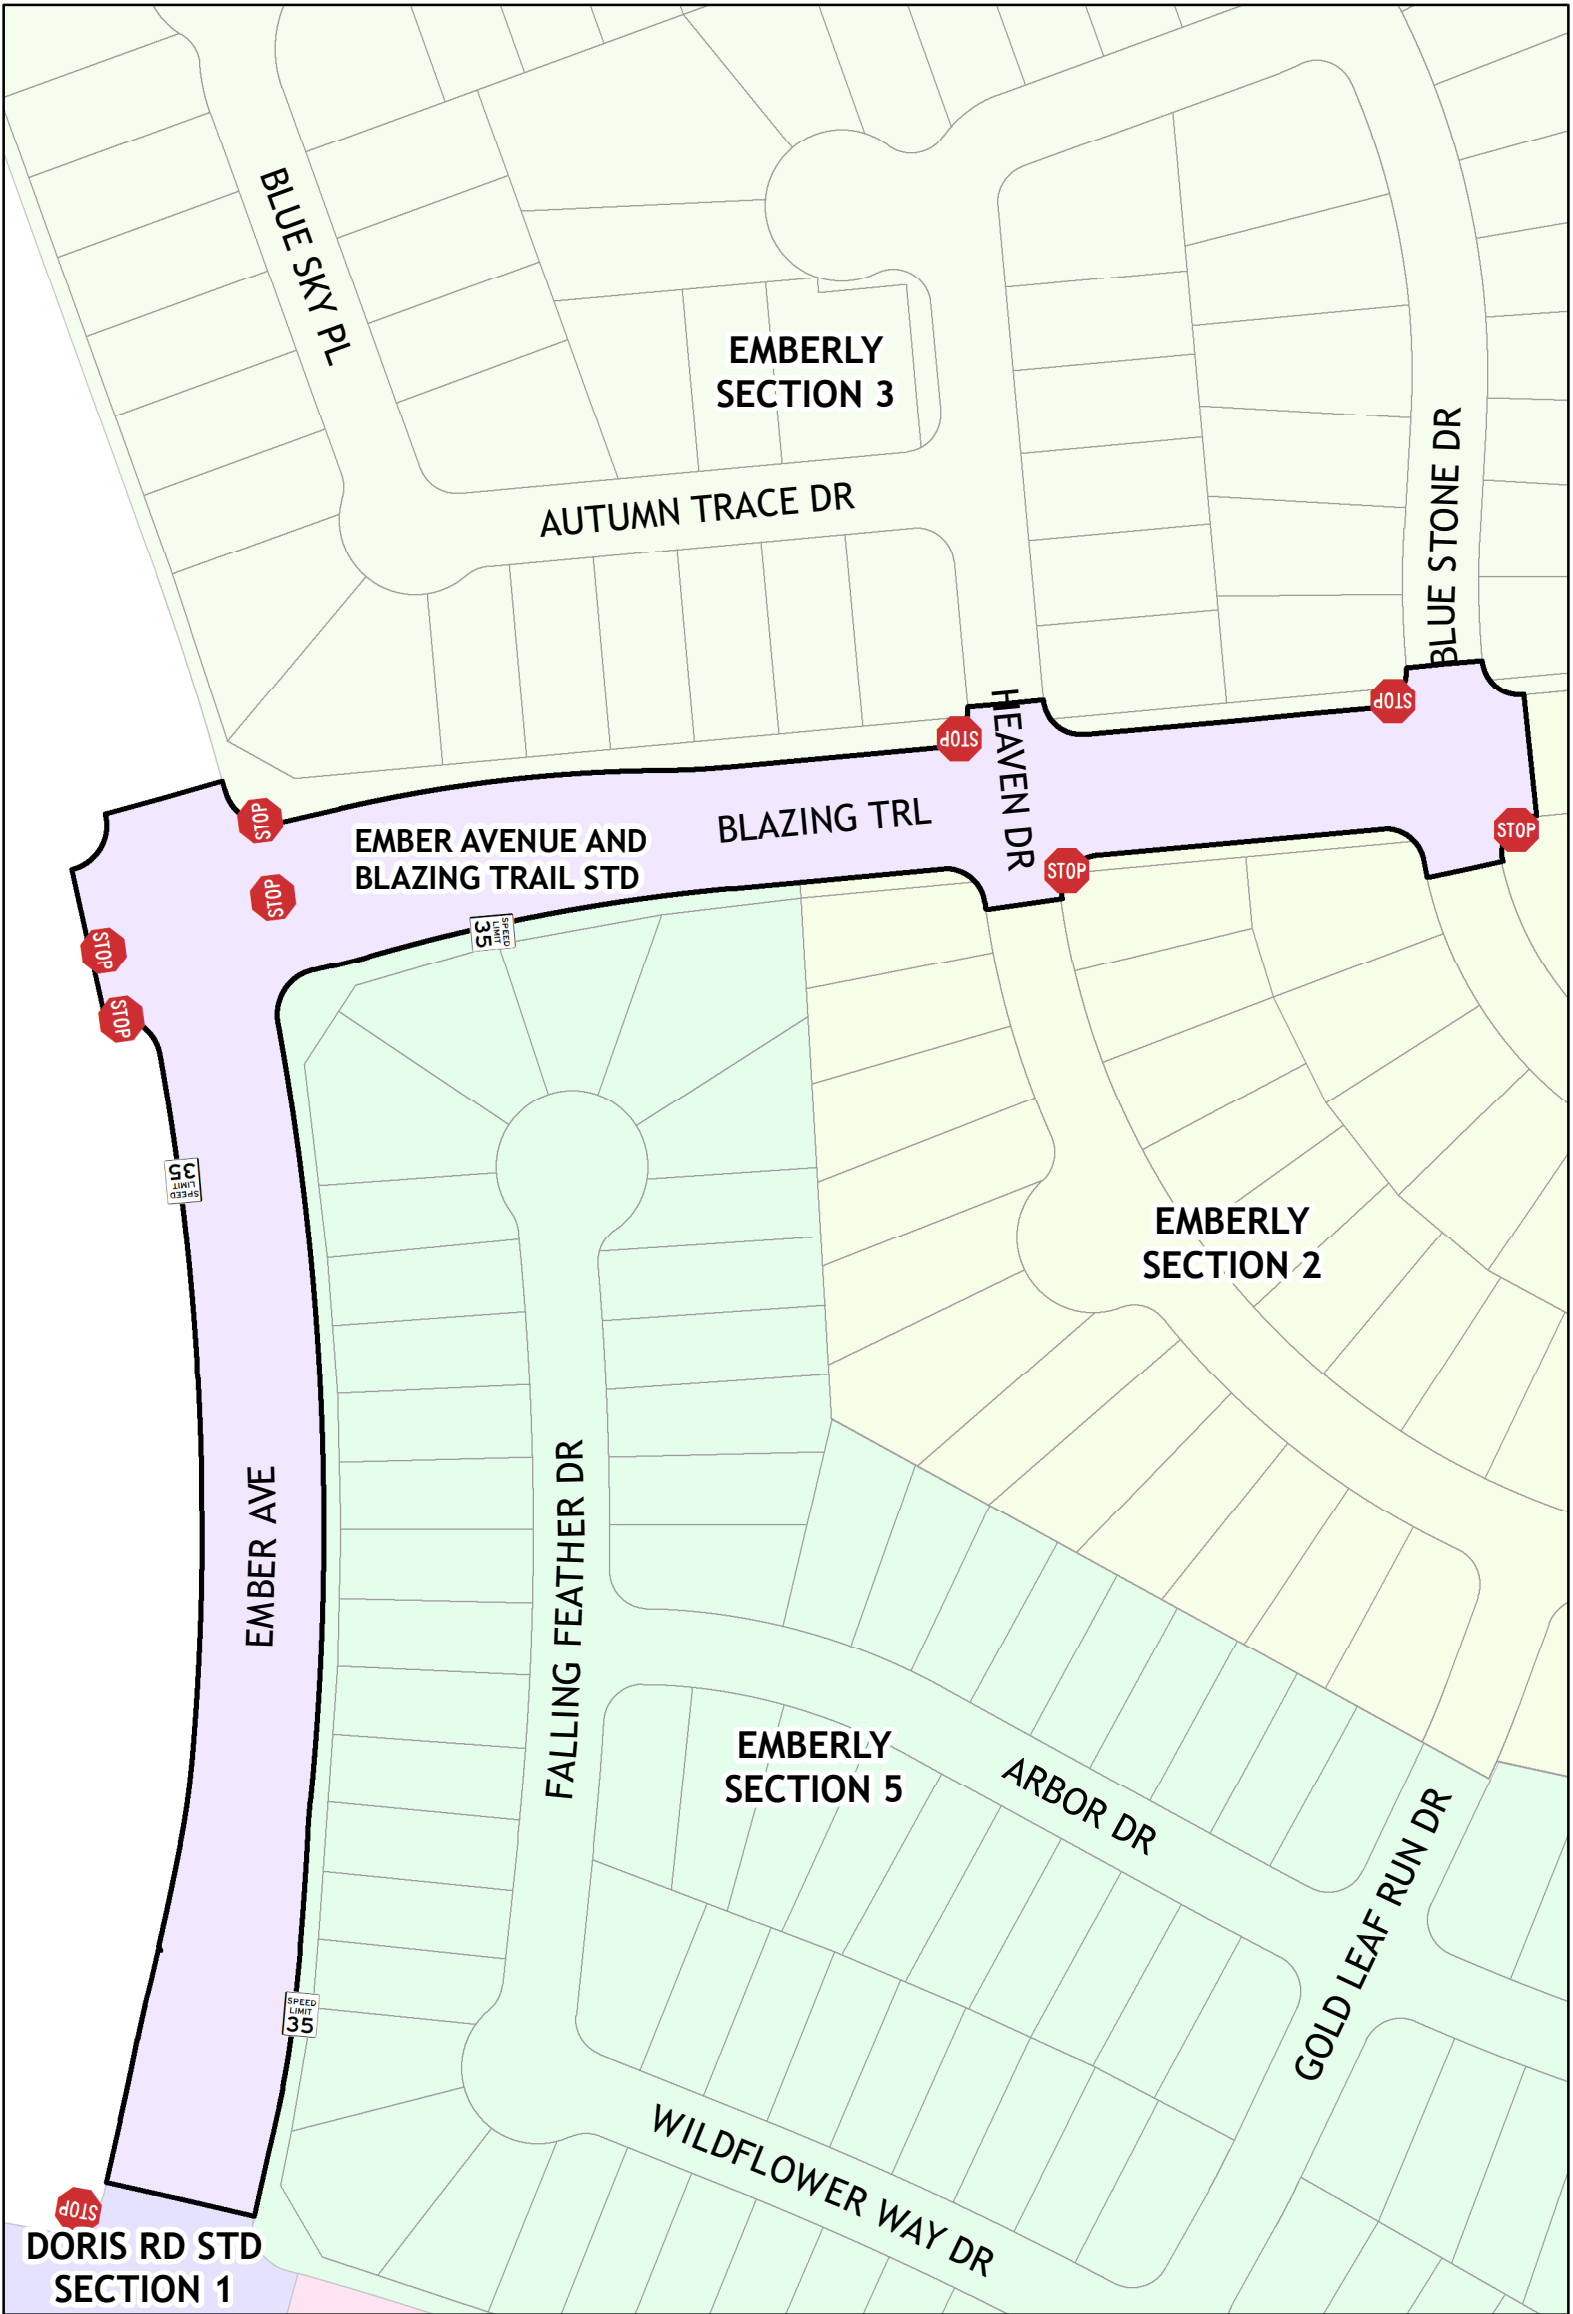 BLUE SKY PL
EMBERLY
SECTION 3
BLUE STONE DR
AUTUMN TRACE DR
HEAVEN DR
STOP
STOP
STOP
BLAZING TRL
EMBER AVENUE AND
BLAZING TRAIL STD
STOP
STOP
STOP
SPEED
LIMIT
35
STOP
STOP
SPEED
LIMIT
35
EMBERLY
SECTION 2
EMBER AVE
FALLING FEATHER DR
EMBERLY
SECTION 5
ARBOR DR
GOLD LEAF RUN DR
SPEED
LIMIT
35
WILDFLOWER WAY DR
STOP
DORIS RD STD
SECTION 1